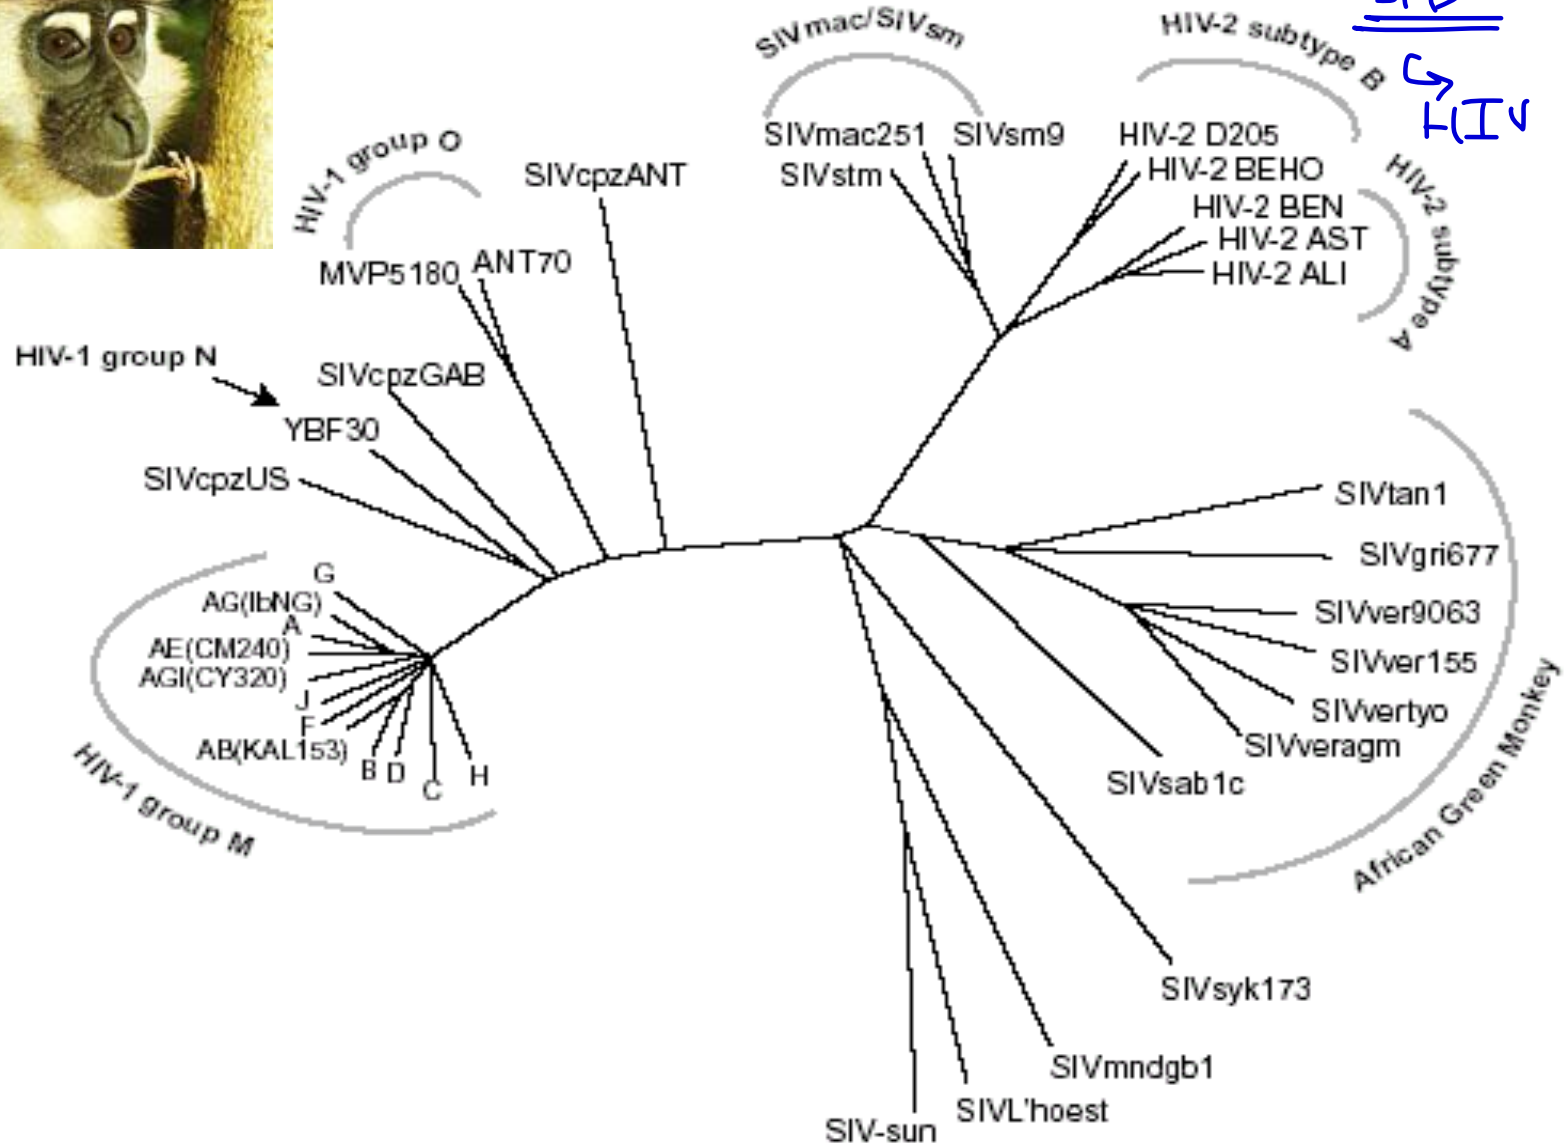 SIVmac/SIVsm
HIV-2 subtype B
HIV
SIVmac251
SIVsm9
HIV-2 D205
HIV-1 group O
SIVcpzANT
SIVstm
HIV-2 BEHO
HIV-2 subtype A
HIV-2 BEN
HIV-2 AST
MVP5180
ANT70
HIV-2 ALI
HIV-1 group N
SIVcpzGAB
YBF30
SIVcpzUS
SIVtan1
SIVgri677
G
AG(IbNG)
A
AE(CM240)
AGI(CY320)
J
F
AB(KAL153)
B
D
C
H
HIV-1 group M
SIVver9063
SIVver155
SIVvertyo
SIVveragm
SIVsab1c
African Green Monkey
SIVsyk173
SIVmndgb1
SIVL'hoest
SIV-sun